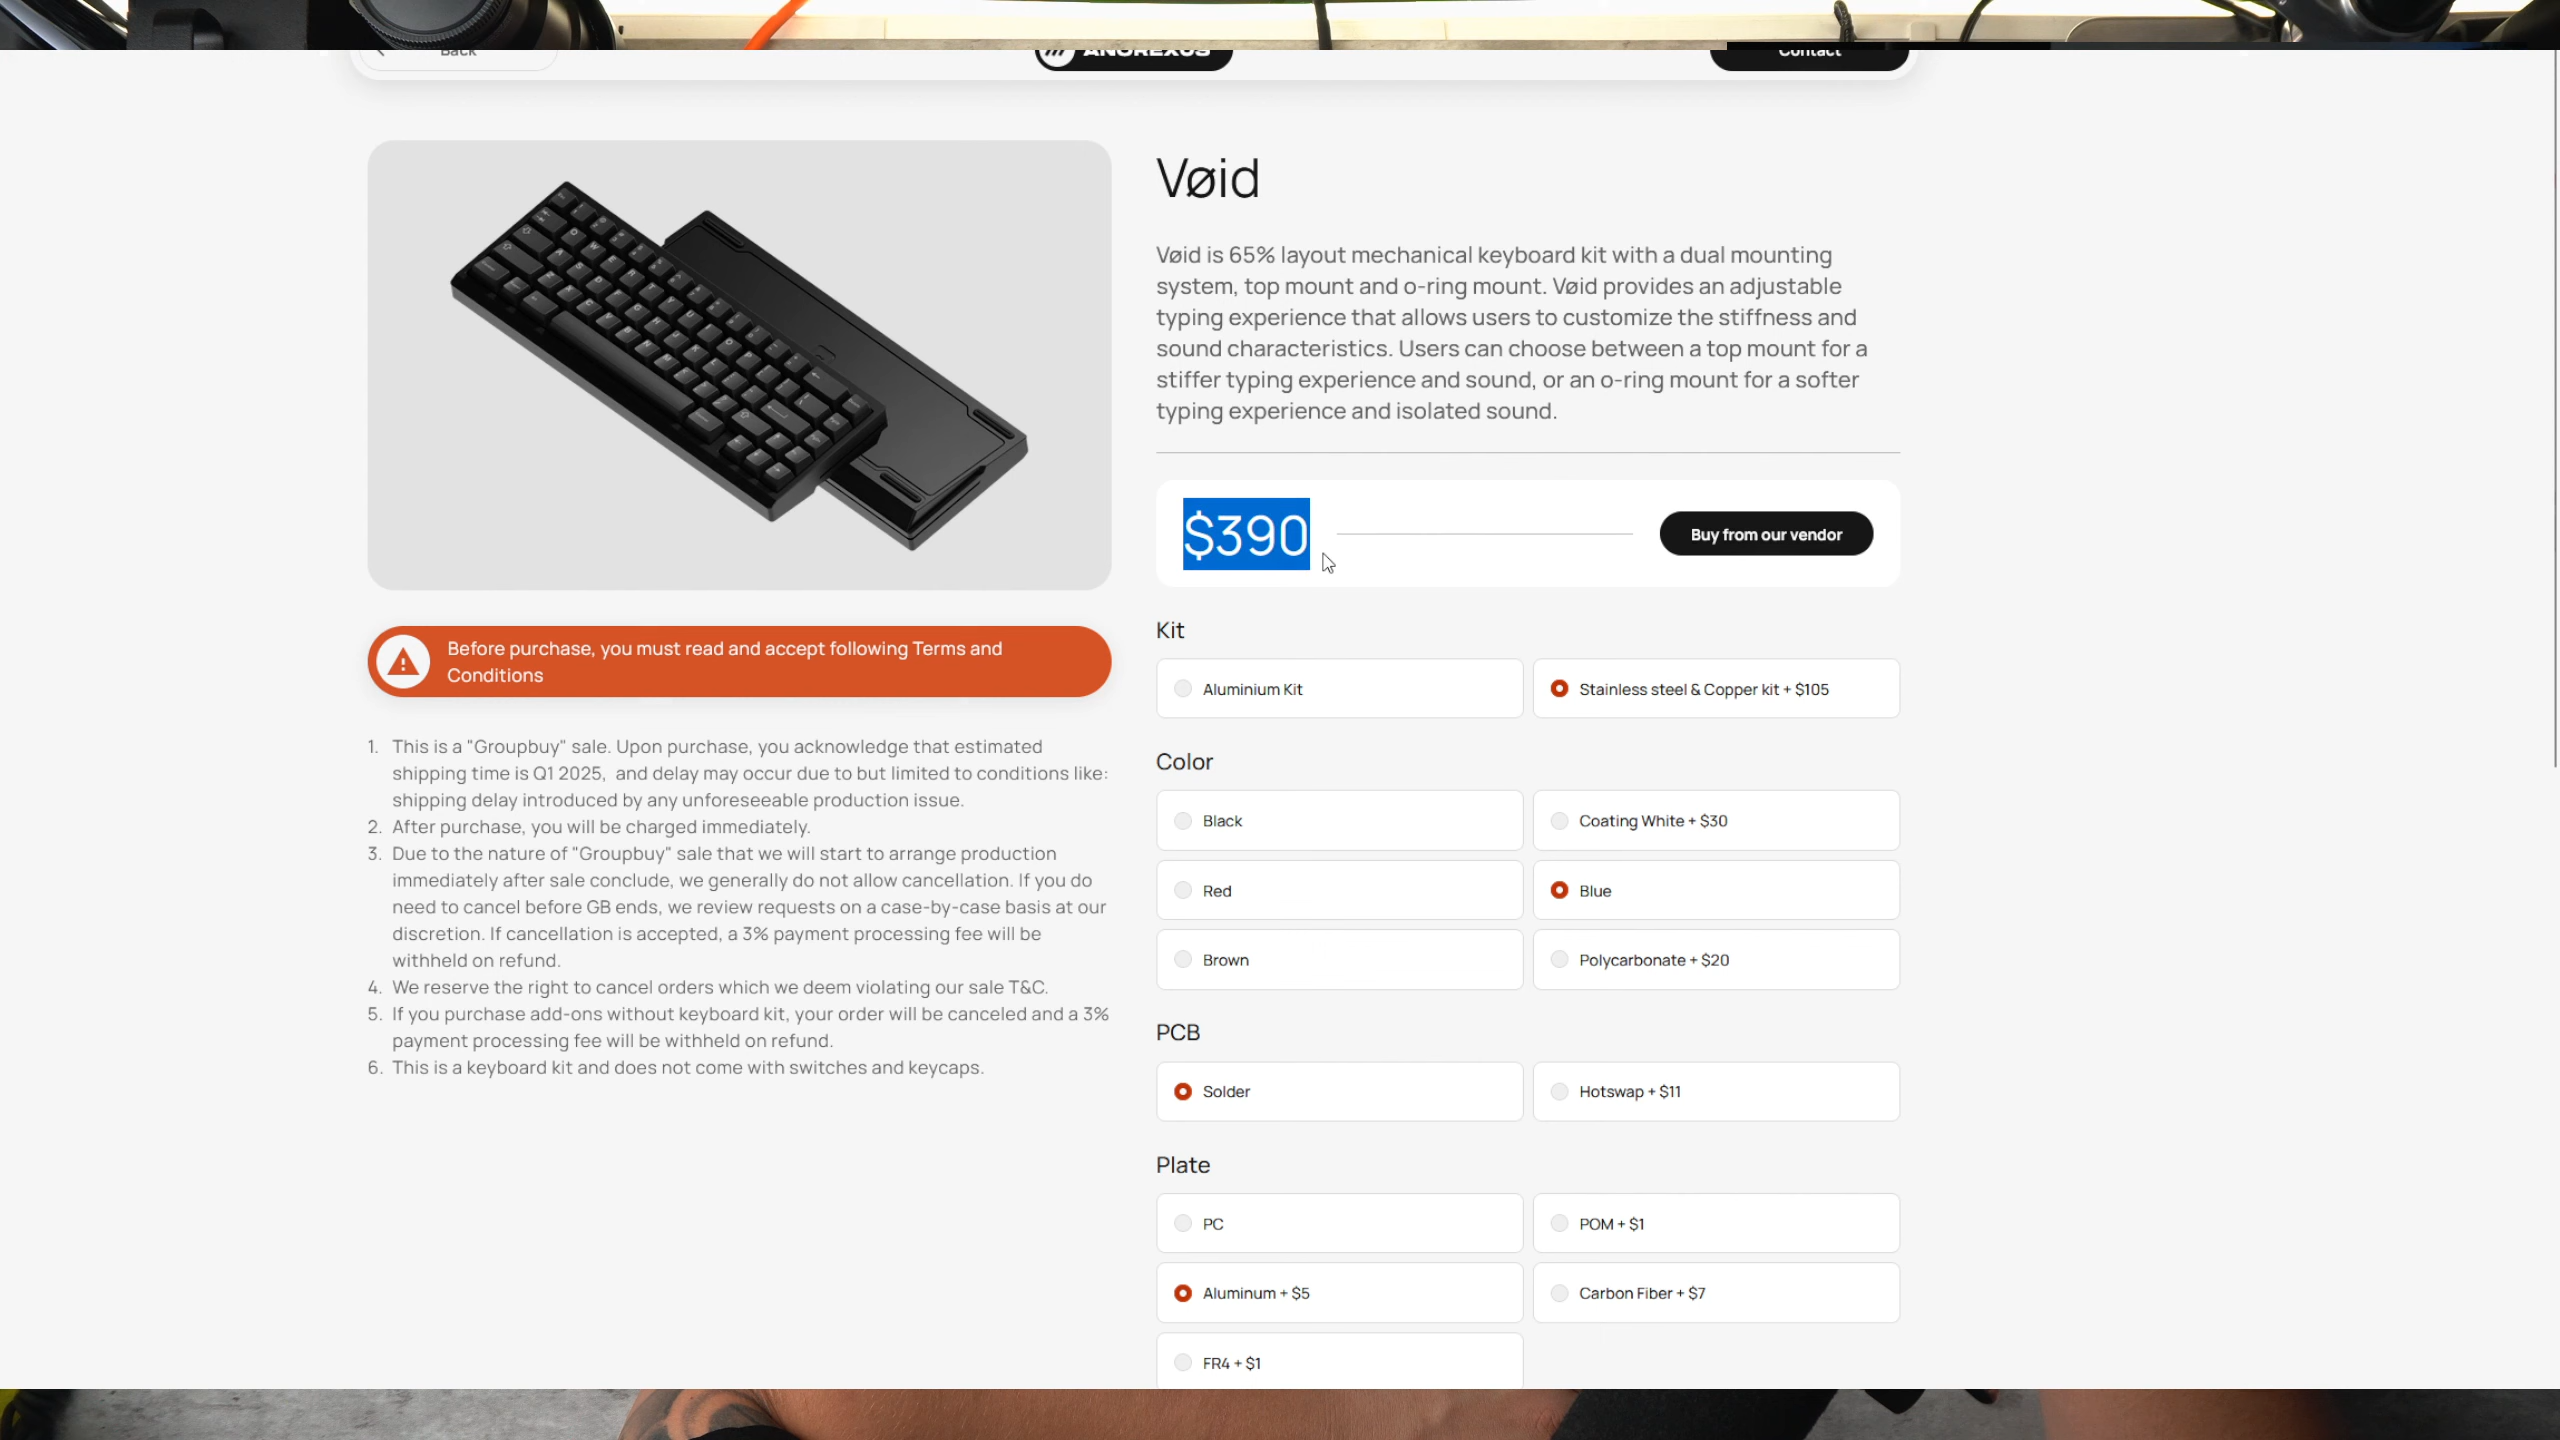 Back
ANOREXUS
Contact
Vøid
Vøid is 65% layout mechanical keyboard kit with a dual mounting
system, top mount and o-ring mount. Vøid provides an adjustable
typing experience that allows users to customize the stiffness and
sound characteristics. Users can choose between a top mount for a
stiffer typing experience and sound, or an o-ring mount for a softer
typing experience and isolated sound.
$390
Buy from our vendor
Before purchase, you must read and accept following Terms and
Conditions
1. This is a "Groupbuy" sale. Upon purchase, you acknowledge that estimated
shipping time is Q1 2025, and delay may occur due to but limited to conditions like:
shipping delay introduced by any unforeseeable production issue.
2. After purchase, you will be charged immediately.
3. Due to the nature of "Groupbuy" sale that we will start to arrange production
immediately after sale conclude, we generally do not allow cancellation. If you do
need to cancel before GB ends, we review requests on a case-by-case basis at our
discretion. If cancellation is accepted, a 3% payment processing fee will be
withheld on refund.
4. We reserve the right to cancel orders which we deem violating our sale T&C.
5. If you purchase add-ons without keyboard kit, your order will be canceled and a 3%
payment processing fee will be withheld on refund.
6. This is a keyboard kit and does not come with switches and keycaps.
Kit
Aluminium Kit
Stainless steel & Copper kit + $105
Color
Black
Coating White + $30
Red
Blue
Brown
Polycarbonate + $20
PCB
Solder
Hotswap + $11
Plate
PC
POM + $1
Aluminum + $5
Carbon Fiber + $7
FR4 + $1